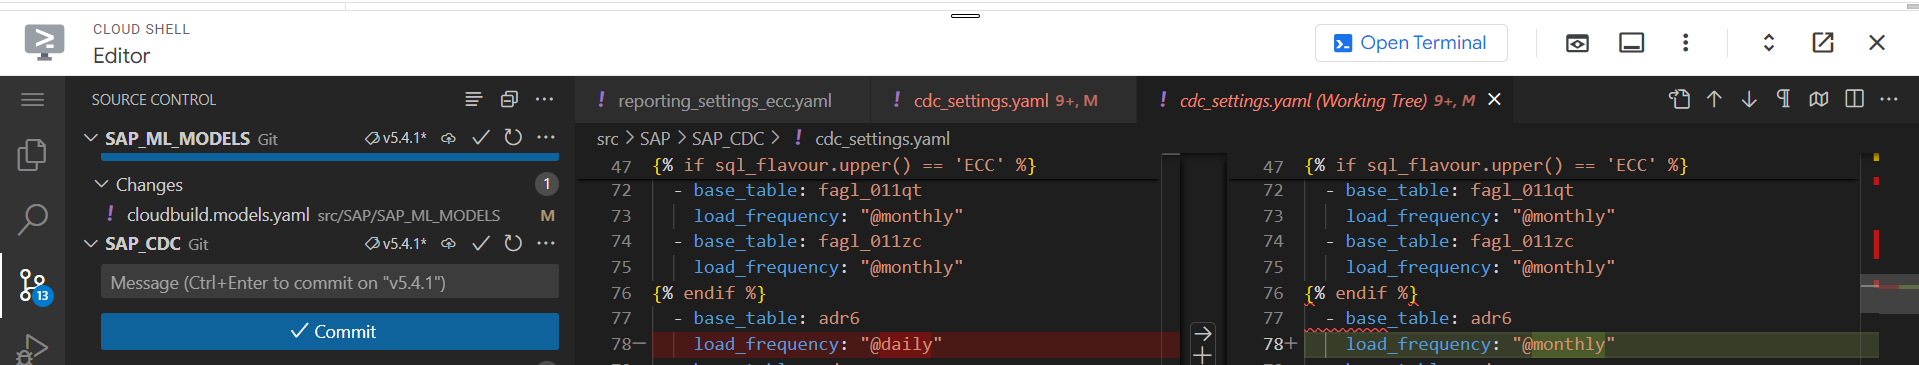 CLOUD SHELL
Editor
Open Terminal
SOURCE CONTROL
SAP_ML_MODELS Git v5.4.1*
Changes 1
cloudbuild.models.yaml src/SAP/SAP_ML_MODELS M
SAP_CDC Git v5.4.1*
Message (Ctrl+Enter to commit on "v5.4.1")
Commit
13
reporting_settings_ecc.yaml
cdc_settings.yaml 9+, M
cdc_settings.yaml (Working Tree) 9+, M
src > SAP > SAP_CDC > cdc_settings.yaml
47 {% if sql_flavour.upper() == 'ECC' %}
72 - base_table: fagl_011qt
73 load_frequency: "@monthly"
74 - base_table: fagl_011zc
75 load_frequency: "@monthly"
76 {% endif %}
77 - base_table: adr6
78- load_frequency: "@daily"
47 {% if sql_flavour.upper() == 'ECC' %}
72 - base_table: fagl_011qt
73 load_frequency: "@monthly"
74 - base_table: fagl_011zc
75 load_frequency: "@monthly"
76 {% endif %}
77 - base_table: adr6
78+ load_frequency: "@monthly"